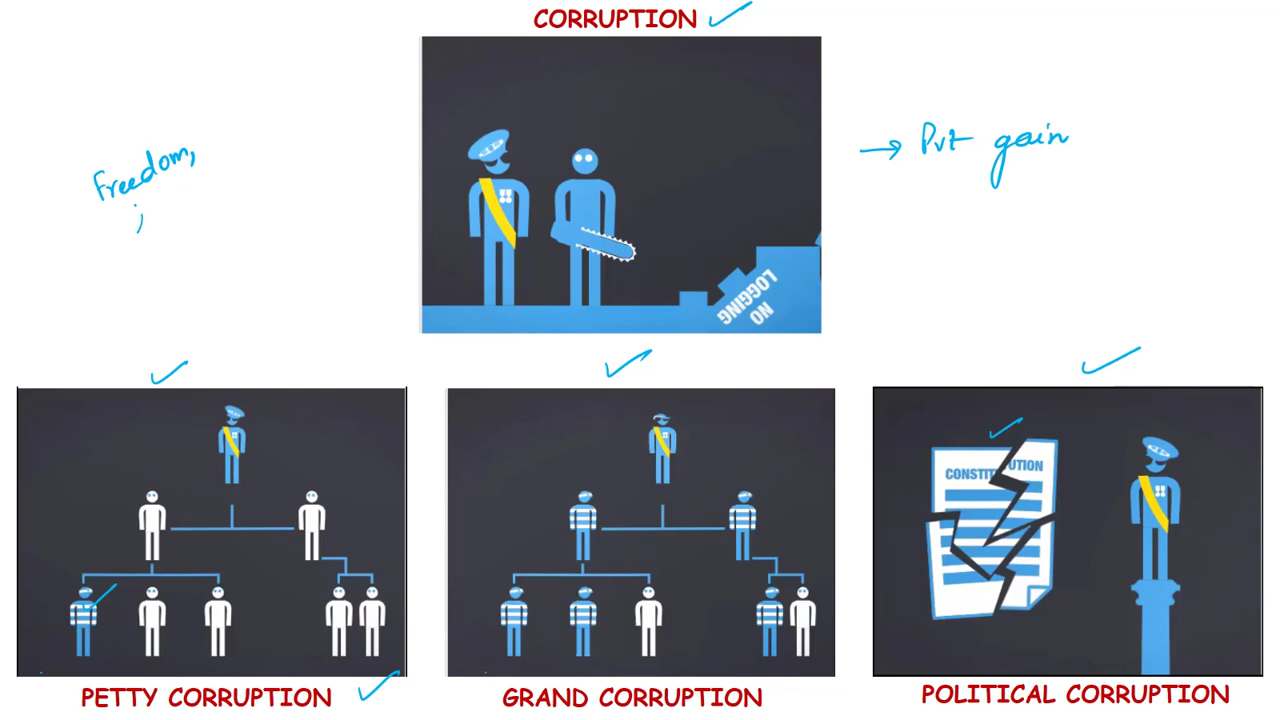 CORRUPTION
Freedom,
→ Pvt gain
NO
LOGGING
CONSTITUTION
PETTY CORRUPTION
GRAND CORRUPTION
POLITICAL CORRUPTION